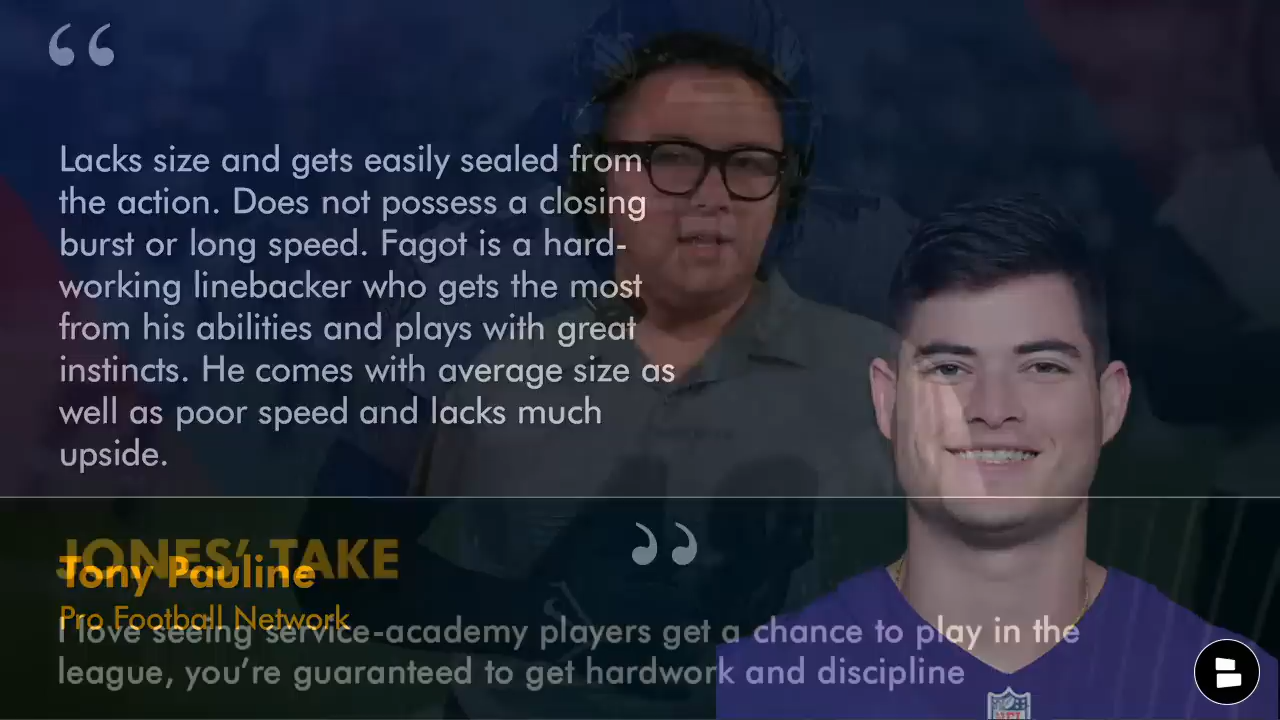 Lacks size and gets easily sealed from
the action. Does not possess a closing
burst or long speed. Fagot is a hard-
working linebacker who gets the most
from his abilities and plays with great
instincts. He comes with average size as
well as poor speed and lacks much
upside.
JONES' TAKE
Tony Pauline
Pro Football Network
I love seeing service-academy players get a chance to play in the
league, you're guaranteed to get hardwork and discipline
NFL